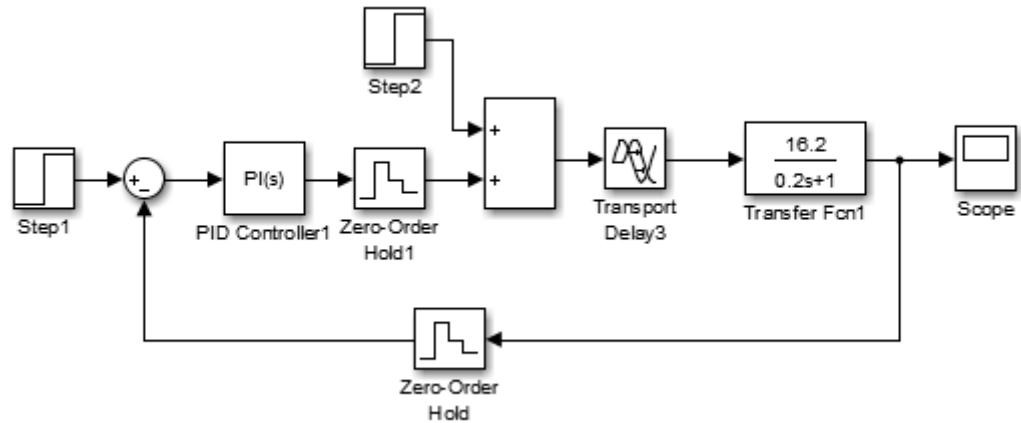 Step2
+
+
Step1
+
−
PI(s)
PID Controller1
Zero-Order
Hold1
Transport
Delay3
16.2
0.2s+1
Transfer Fcn1
Scope
Zero-Order
Hold